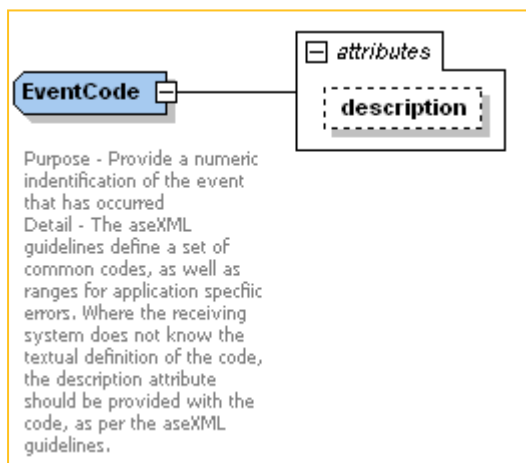 attributes
EventCode
description
Purpose - Provide a numeric
indentification of the event
that has occurred
Detail - The aseXML
guidelines define a set of
common codes, as well as
ranges for application specfiic
errors. Where the receiving
system does not know the
textual definition of the code,
the description attribute
should be provided with the
code, as per the aseXML
guidelines.